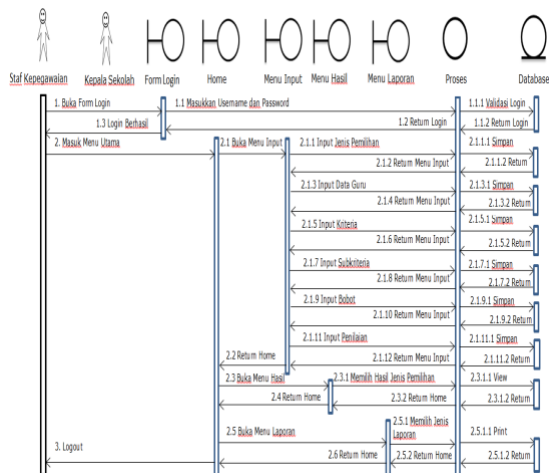 Staf Kepegawaian
Kepala Sekolah
Form Login
Home
Menu Input
Menu Hasil
Menu Laporan
Proses
Database
1. Buka Form Login
1.1 Masukkan Username dan Password
1.1.1 Validasi Login
1.3 Login Berhasil
1.2 Return Login
1.1.2 Return Login
2. Masuk Menu Utama
2.1 Buka Menu Input
2.1.1 Input Jenis Pemilihan
2.1.1.1 Simpan
2.1.2 Return Menu Input
2.1.1.2 Return
2.1.3 Input Data Guru
2.1.3.1 Simpan
2.1.4 Return Menu Input
2.1.3.2 Return
2.1.5 Input Kriteria
2.1.5.1 Simpan
2.1.6 Return Menu Input
2.1.5.2 Return
2.1.7 Input Subkriteria
2.1.7.1 Simpan
2.1.8 Return Menu Input
2.1.7.2 Return
2.1.9 Input Bobot
2.1.9.1 Simpan
2.1.10 Return Menu Input
2.1.9.2 Return
2.1.11 Input Penilaian
2.1.11.1 Simpan
2.2 Return Home
2.1.12 Return Menu Input
2.1.11.2 Return
2.3 Buka Menu Hasil
2.3.1 Memilih Hasil Jenis Pemilihan
2.3.1.1 View
2.4 Return Home
2.3.2 Return Home
2.3.1.2 Return
2.5 Buka Menu Laporan
2.5.1 Memilih Jenis
Laporan
2.5.1.1 Print
3. Logout
2.6 Return Home
2.5.2 Return Home
2.5.1.2 Return